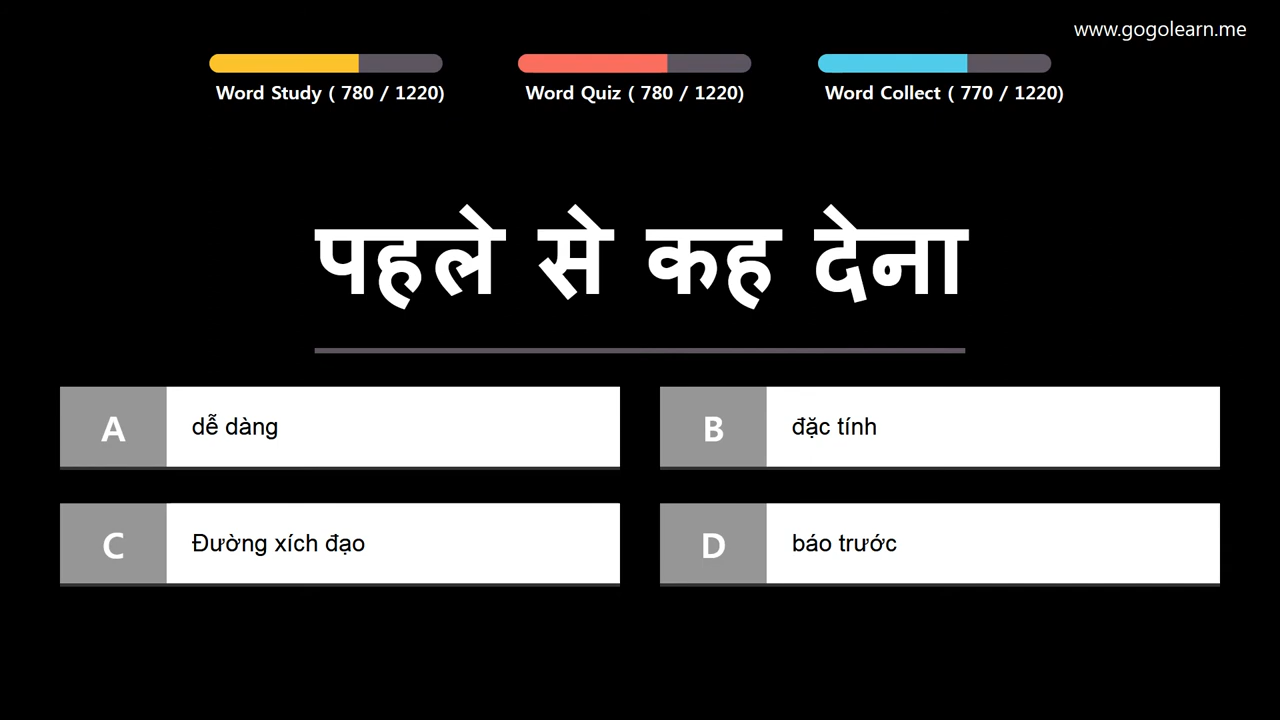 www.gogolearn.me
Word Study ( 780 / 1220)
Word Quiz ( 780 / 1220)
Word Collect ( 770 / 1220)
पहले से कह देना
A
dễ dàng
B
đặc tính
C
Đường xích đạo
D
báo trước